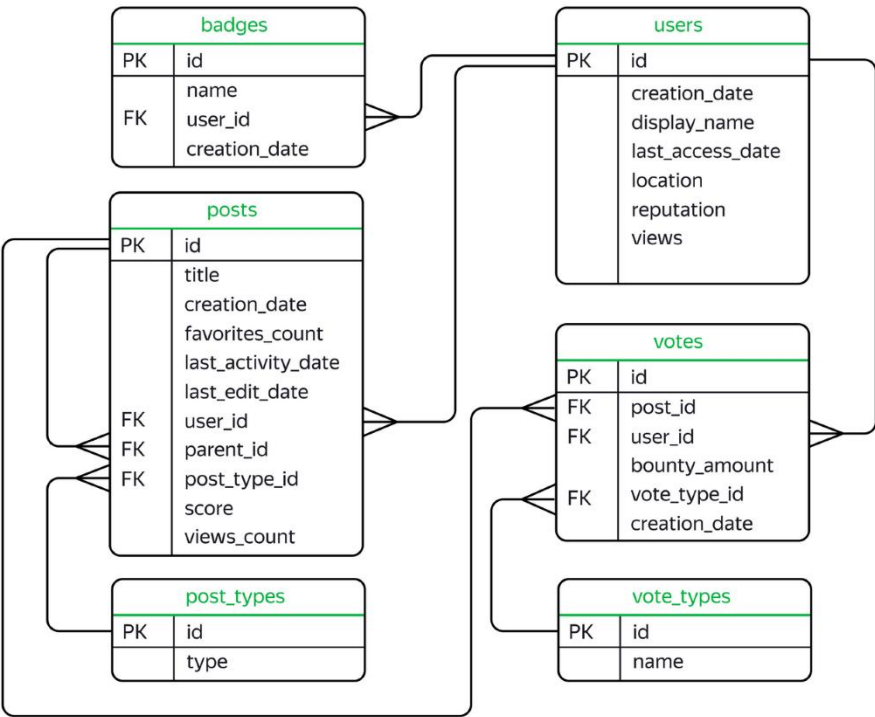 badges
PK id
name
FK user_id
creation_date
users
PK id
creation_date
display_name
last_access_date
location
reputation
views
posts
PK id
title
creation_date
favorites_count
last_activity_date
last_edit_date
FK user_id
FK parent_id
FK post_type_id
score
views_count
votes
PK id
FK post_id
FK user_id
bounty_amount
FK vote_type_id
creation_date
post_types
PK id
type
vote_types
PK id
name